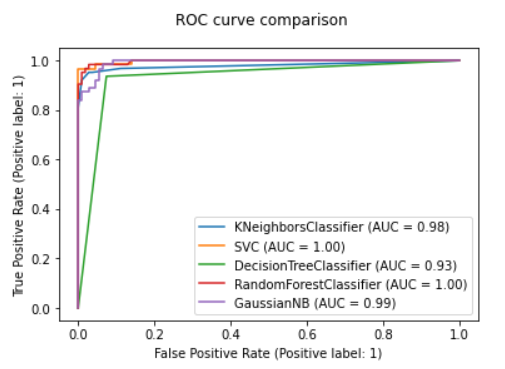 ROC curve comparison
True Positive Rate (Positive label: 1)
1.0
0.8
0.6
0.4
0.2
0.0
KNeighborsClassifier (AUC = 0.98)
SVC (AUC = 1.00)
DecisionTreeClassifier (AUC = 0.93)
RandomForestClassifier (AUC = 1.00)
GaussianNB (AUC = 0.99)
0.0 0.2 0.4 0.6 0.8 1.0
False Positive Rate (Positive label: 1)